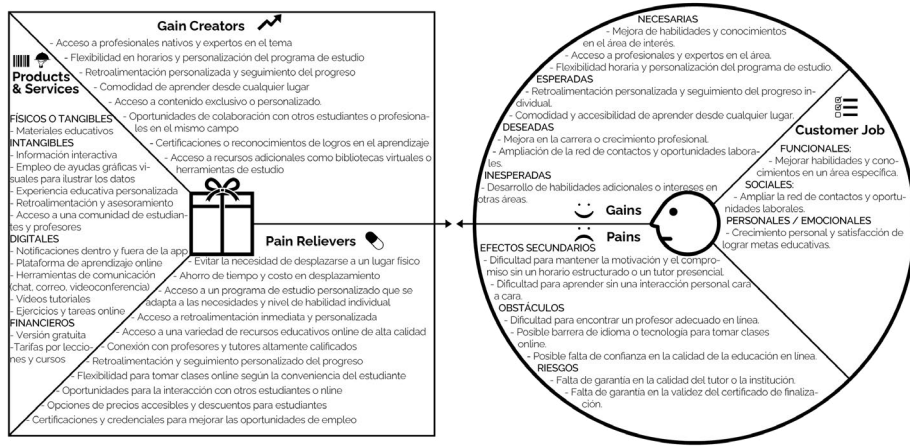 Gain Creators
- Acceso a profesionales nativos y expertos en el tema
- Flexibilidad en horarios y personalización del programa de estudio
- Retroalimentación personalizada y seguimiento del progreso
- Comodidad de aprender desde cualquier lugar
- Acceso a contenido exclusivo o personalizado.
- Oportunidades de colaboración con otros estudiantes o profesiona-
les en el mismo campo
- Certificaciones o reconocimientos de logros en el aprendizaje
- Acceso a recursos adicionales como bibliotecas virtuales o
herramientas de estudio
Products
& Services
FÍSICOS O TANGIBLES
- Materiales educativos
INTANGIBLES
- Información interactiva
- Empleo de ayudas gráficas vi-
suales para ilustrar los datos
- Experiencia educativa personalizada
- Retroalimentación y asesoramiento
- Acceso a una comunidad de estudian-
tes y profesores
DIGITALES
- Notificaciones dentro y fuera de la app
- Plataforma de aprendizaje online
- Herramientas de comunicación
(chat, correo, videoconferencia)
- Vídeos tutoriales
- Ejercicios y tareas online
FINANCIEROS
- Versión gratuita
-Tarifas por leccio-
nes y cursos
Pain Relievers
- Evitar la necesidad de desplazarse a un lugar físico
- Ahorro de tiempo y costo en desplazamiento
- Acceso a un programa de estudio personalizado que se
adapta a las necesidades y nivel de habilidad individual
- Acceso a retroalimentación inmediata y personalizada
- Acceso a una variedad de recursos educativos online de alta calidad
- Conexión con profesores y tutores altamente calificados
- Retroalimentación y seguimiento personalizado del progreso
- Flexibilidad para tomar clases online según la conveniencia del estudiante
- Oportunidades para la interacción con otros estudiantes o nline
- Opciones de precios accesibles y descuentos para estudiantes
- Certificaciones y credenciales para mejorar las oportunidades de empleo
NECESARIAS
- Mejora de habilidades y conocimientos
en el área de interés.
- Acceso a profesionales y expertos en el área.
- Flexibilidad horaria y personalización del programa de estudio.
ESPERADAS
- Retroalimentación personalizada y seguimiento del progreso in-
dividual.
- Comodidad y accesibilidad de aprender desde cualquier lugar.
DESEADAS
- Mejora en la carrera o crecimiento profesional.
- Ampliación de la red de contactos y oportunidades labora-
les.
INESPERADAS
- Desarrollo de habilidades adicionales o intereses en
otras áreas.
Gains
Pains
EFECTOS SECUNDARIOS
- Dificultad para mantener la motivación y el compro-
miso sin un horario estructurado o un tutor presencial.
- Dificultad para aprender sin una interacción personal cara
a cara.
OBSTÁCULOS
- Dificultad para encontrar un profesor adecuado en línea.
- Posible barrera de idioma o tecnología para tomar clases
online.
- Posible falta de confianza en la calidad de la educación en línea.
RIESGOS
- Falta de garantía en la calidad del tutor o la institución.
- Falta de garantía en la validez del certificado de finaliza-
ción.
Customer Job
FUNCIONALES:
- Mejorar habilidades y cono-
cimientos en un área específica.
SOCIALES:
- Ampliar la red de contactos y oportu-
nidades laborales.
PERSONALES / EMOCIONALES
- Crecimiento personal y satisfacción de
lograr metas educativas.